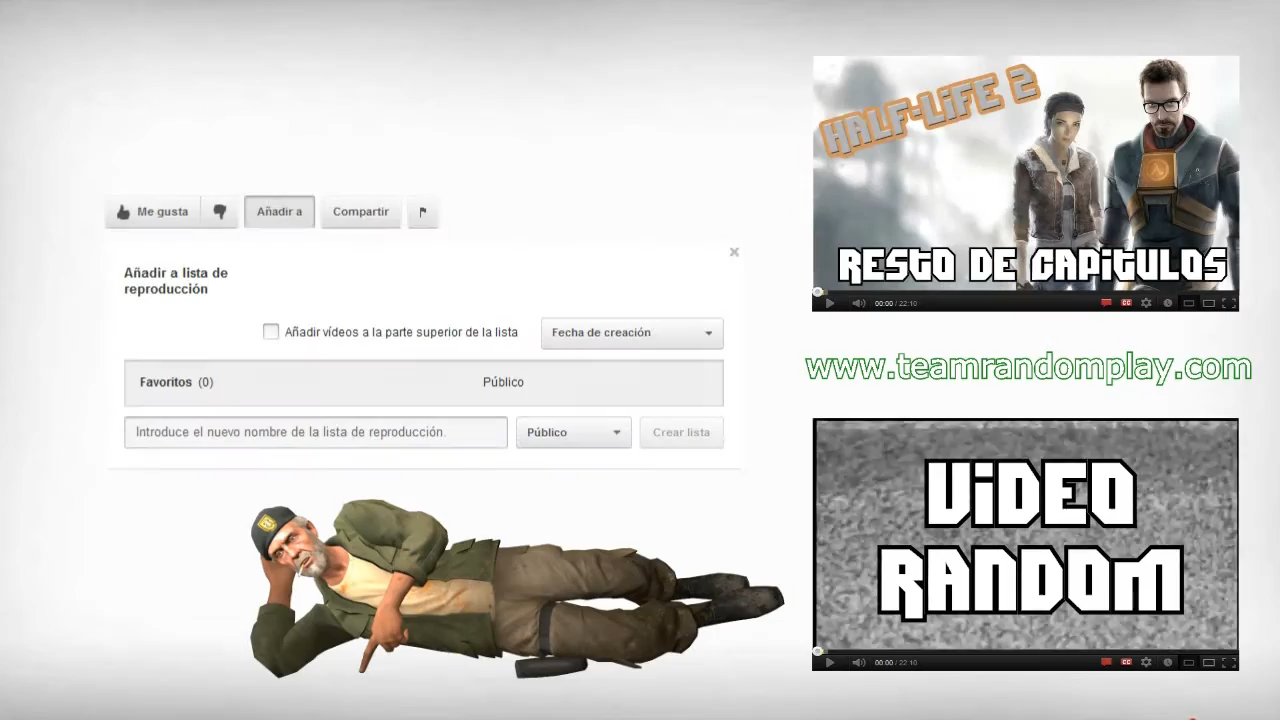 Me gusta
Añadir a
Compartir
Añadir a lista de
reproducción
Añadir vídeos a la parte superior de la lista
Fecha de creación
Favoritos (0)
Público
Introduce el nuevo nombre de la lista de reproducción.
Público
Crear lista
HALF-LiFE 2
RESTO DE CAPiTULOS
00:00 / 22:10
CC
www.teamrandomplay.com
ViDEO
RANDOM
00:00 / 22:10
CC